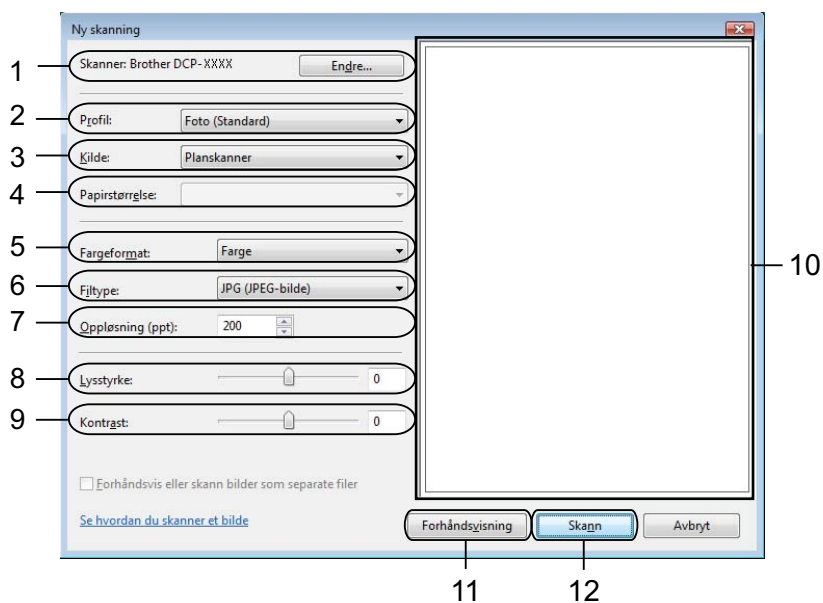 Ny skanning
1 Skanner: Brother DCP-XXXX Endre...
2 Profil: Foto (Standard)
3 Kilde: Planskanner
4 Papirstørrelse:
5 Fargeformat: Farge
6 Filtype: JPG (JPEG-bilde)
7 Oppløsning (ppt): 200
8 Lysstyrke: 0
9 Kontrast: 0
10
Forhåndsvis eller skann bilder som separate filer
Se hvordan du skanner et bilde
Forhåndsvisning Skann Avbryt
11 12